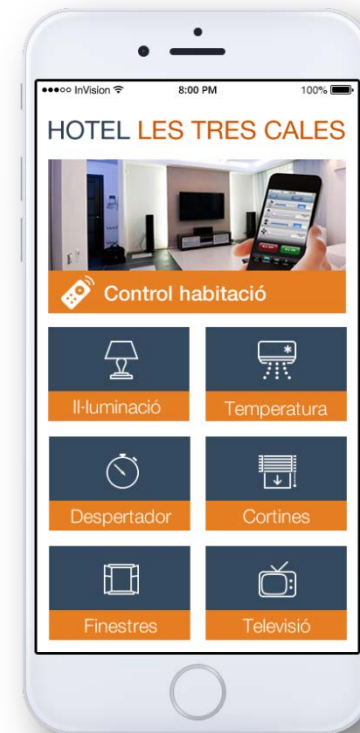 InVision 8:00 PM 100%
HOTEL LES TRES CALES
Control habitació
Il·luminació Temperatura
Despertador Cortines
Finestres Televisió